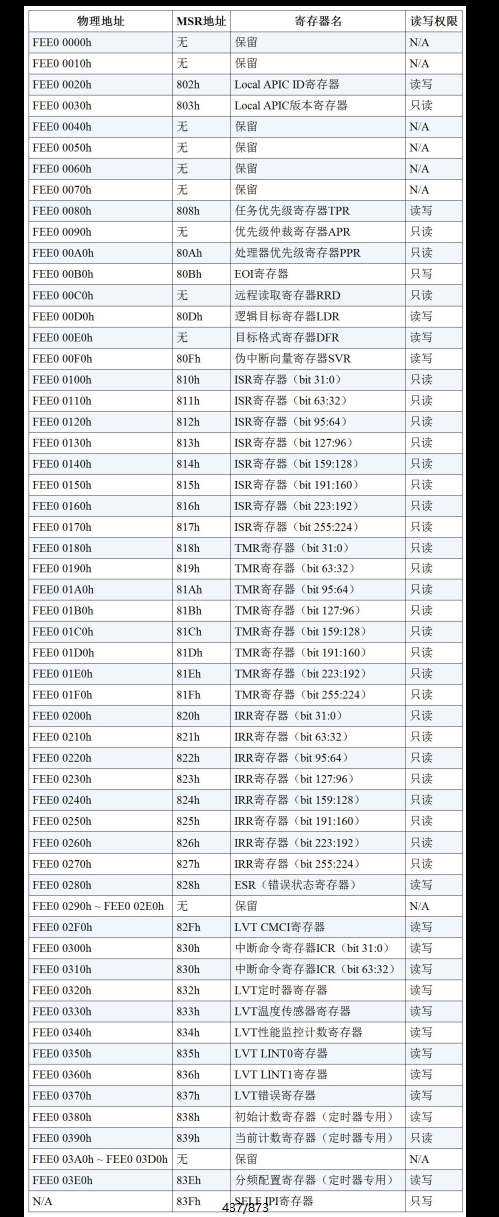 物理地址 MSR地址 寄存器名 读写权限
FEE0 0000h 无 保留 N/A
FEE0 0010h 无 保留 N/A
FEE0 0020h 802h Local APIC ID寄存器 读写
FEE0 0030h 803h Local APIC版本寄存器 只读
FEE0 0040h 无 保留 N/A
FEE0 0050h 无 保留 N/A
FEE0 0060h 无 保留 N/A
FEE0 0070h 无 保留 N/A
FEE0 0080h 808h 任务优先级寄存器TPR 读写
FEE0 0090h 无 优先级仲裁寄存器APR 只读
FEE0 00A0h 80Ah 处理器优先级寄存器PPR 只读
FEE0 00B0h 80Bh EOI寄存器 只写
FEE0 00C0h 无 远程读取寄存器RRD 只读
FEE0 00D0h 80Dh 逻辑目标寄存器LDR 读写
FEE0 00E0h 无 目标格式寄存器DFR 读写
FEE0 00F0h 80Fh 伪中断向量寄存器SVR 读写
FEE0 0100h 810h ISR寄存器（bit 31:0） 只读
FEE0 0110h 811h ISR寄存器（bit 63:32） 只读
FEE0 0120h 812h ISR寄存器（bit 95:64） 只读
FEE0 0130h 813h ISR寄存器（bit 127:96） 只读
FEE0 0140h 814h ISR寄存器（bit 159:128） 只读
FEE0 0150h 815h ISR寄存器（bit 191:160） 只读
FEE0 0160h 816h ISR寄存器（bit 223:192） 只读
FEE0 0170h 817h ISR寄存器（bit 255:224） 只读
FEE0 0180h 818h TMR寄存器（bit 31:0） 只读
FEE0 0190h 819h TMR寄存器（bit 63:32） 只读
FEE0 01A0h 81Ah TMR寄存器（bit 95:64） 只读
FEE0 01B0h 81Bh TMR寄存器（bit 127:96） 只读
FEE0 01C0h 81Ch TMR寄存器（bit 159:128） 只读
FEE0 01D0h 81Dh TMR寄存器（bit 191:160） 只读
FEE0 01E0h 81Eh TMR寄存器（bit 223:192） 只读
FEE0 01F0h 81Fh TMR寄存器（bit 255:224） 只读
FEE0 0200h 820h IRR寄存器（bit 31:0） 只读
FEE0 0210h 821h IRR寄存器（bit 63:32） 只读
FEE0 0220h 822h IRR寄存器（bit 95:64） 只读
FEE0 0230h 823h IRR寄存器（bit 127:96） 只读
FEE0 0240h 824h IRR寄存器（bit 159:128） 只读
FEE0 0250h 825h IRR寄存器（bit 191:160） 只读
FEE0 0260h 826h IRR寄存器（bit 223:192） 只读
FEE0 0270h 827h IRR寄存器（bit 255:224） 只读
FEE0 0280h 828h ESR（错误状态寄存器） 读写
FEE0 0290h ~ FEE0 02E0h 无 保留 N/A
FEE0 02F0h 82Fh LVT CMCI寄存器 读写
FEE0 0300h 830h 中断命令寄存器ICR（bit 31:0） 读写
FEE0 0310h 830h 中断命令寄存器ICR（bit 63:32） 读写
FEE0 0320h 832h LVT定时器寄存器 读写
FEE0 0330h 833h LVT温度传感器寄存器 读写
FEE0 0340h 834h LVT性能监控计数寄存器 读写
FEE0 0350h 835h LVT LINT0寄存器 读写
FEE0 0360h 836h LVT LINT1寄存器 读写
FEE0 0370h 837h LVT错误寄存器 读写
FEE0 0380h 838h 初始计数寄存器（定时器专用） 读写
FEE0 0390h 839h 当前计数寄存器（定时器专用） 只读
FEE0 03A0h ~ FEE0 03D0h 无 保留 N/A
FEE0 03E0h 83Eh 分频配置寄存器（定时器专用） 读写
N/A 83Fh SELF IPI寄存器 只写
437/873